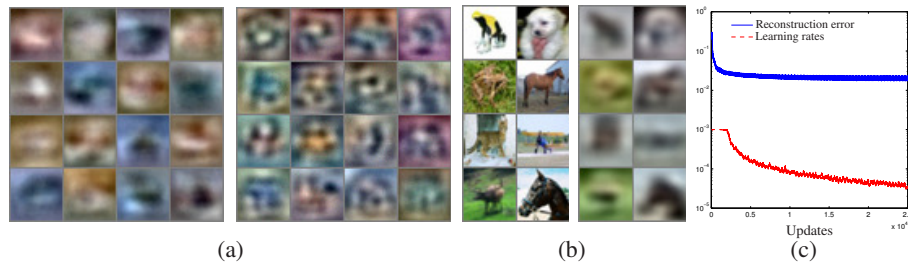 10^0
Reconstruction error
Learning rates
10^-1
10^-2
10^-3
10^-4
10^-5
0 0.5 1 1.5 2 2.5
x 10^4
Updates
(a) (b) (c)